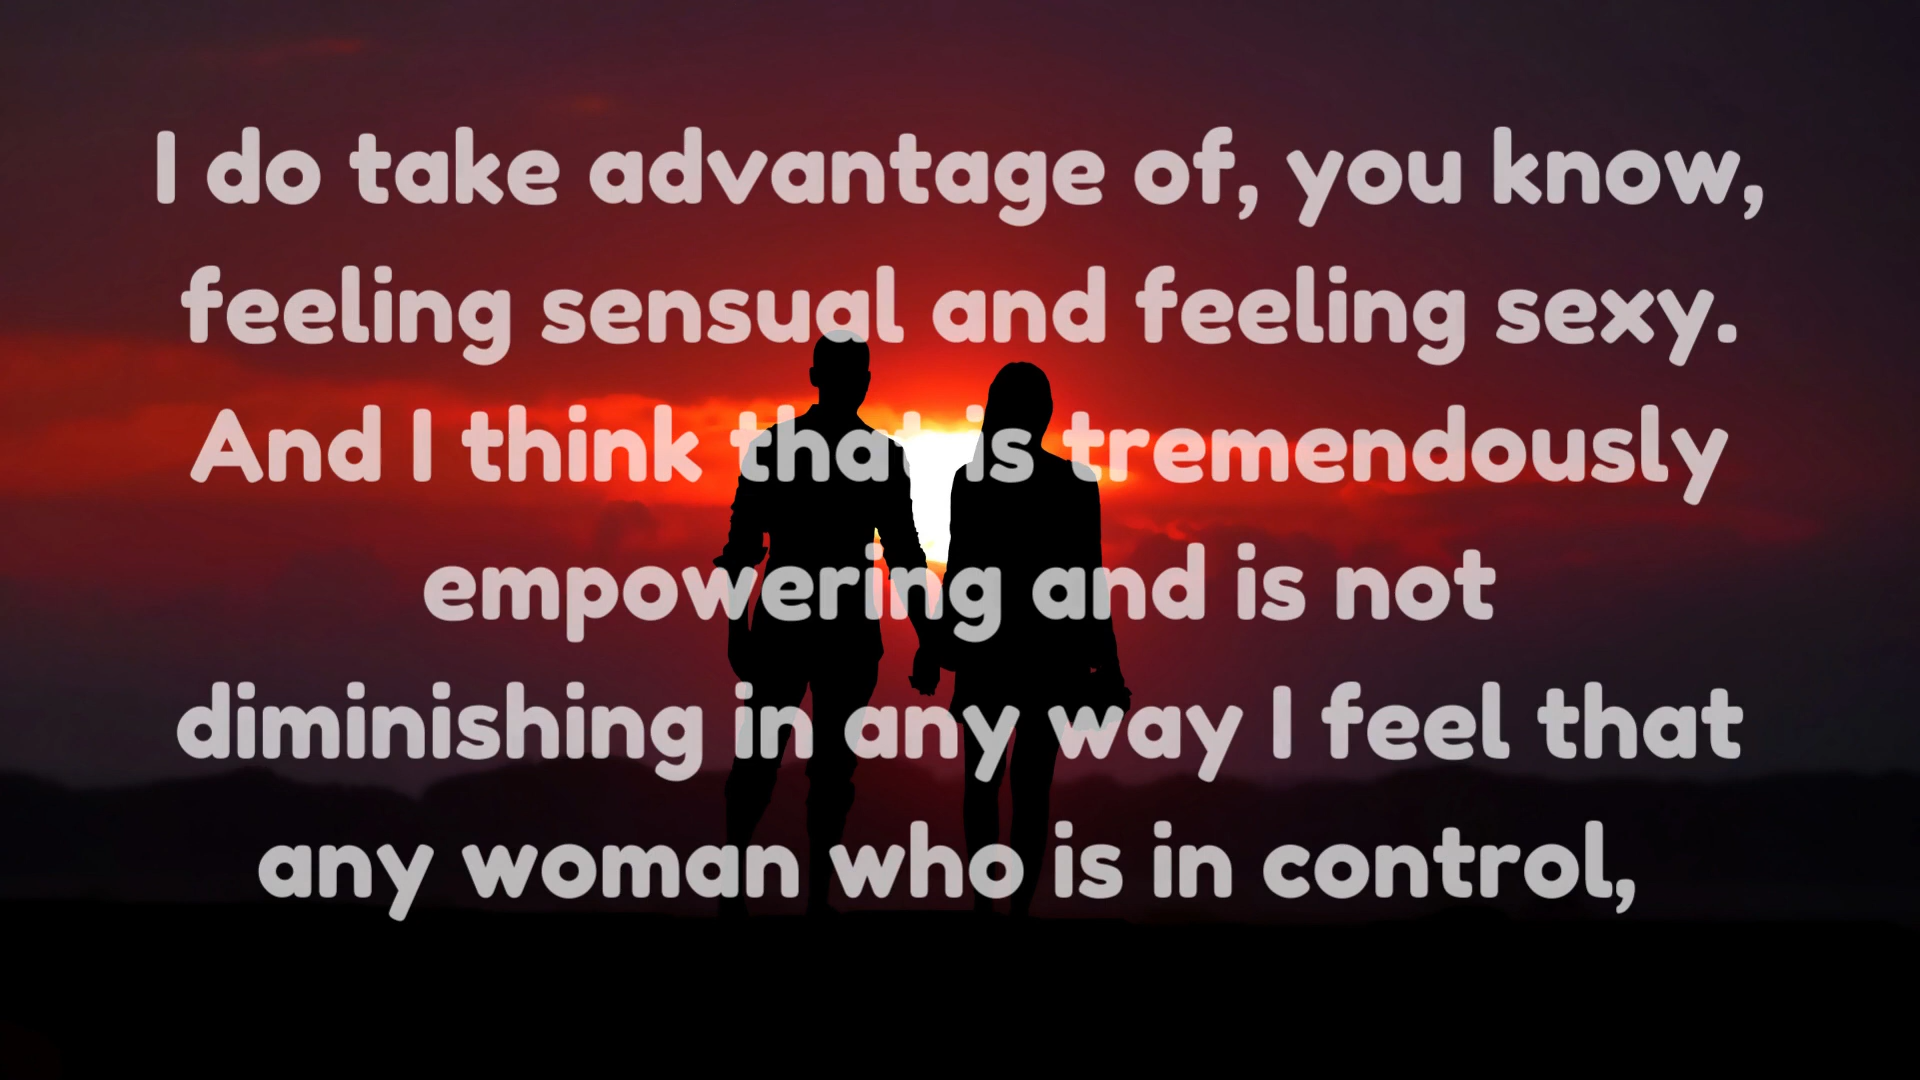 I do take advantage of, you know,
feeling sensual and feeling sexy.
And I think that is tremendously
empowering and is not
diminishing in any way I feel that
any woman who is in control,